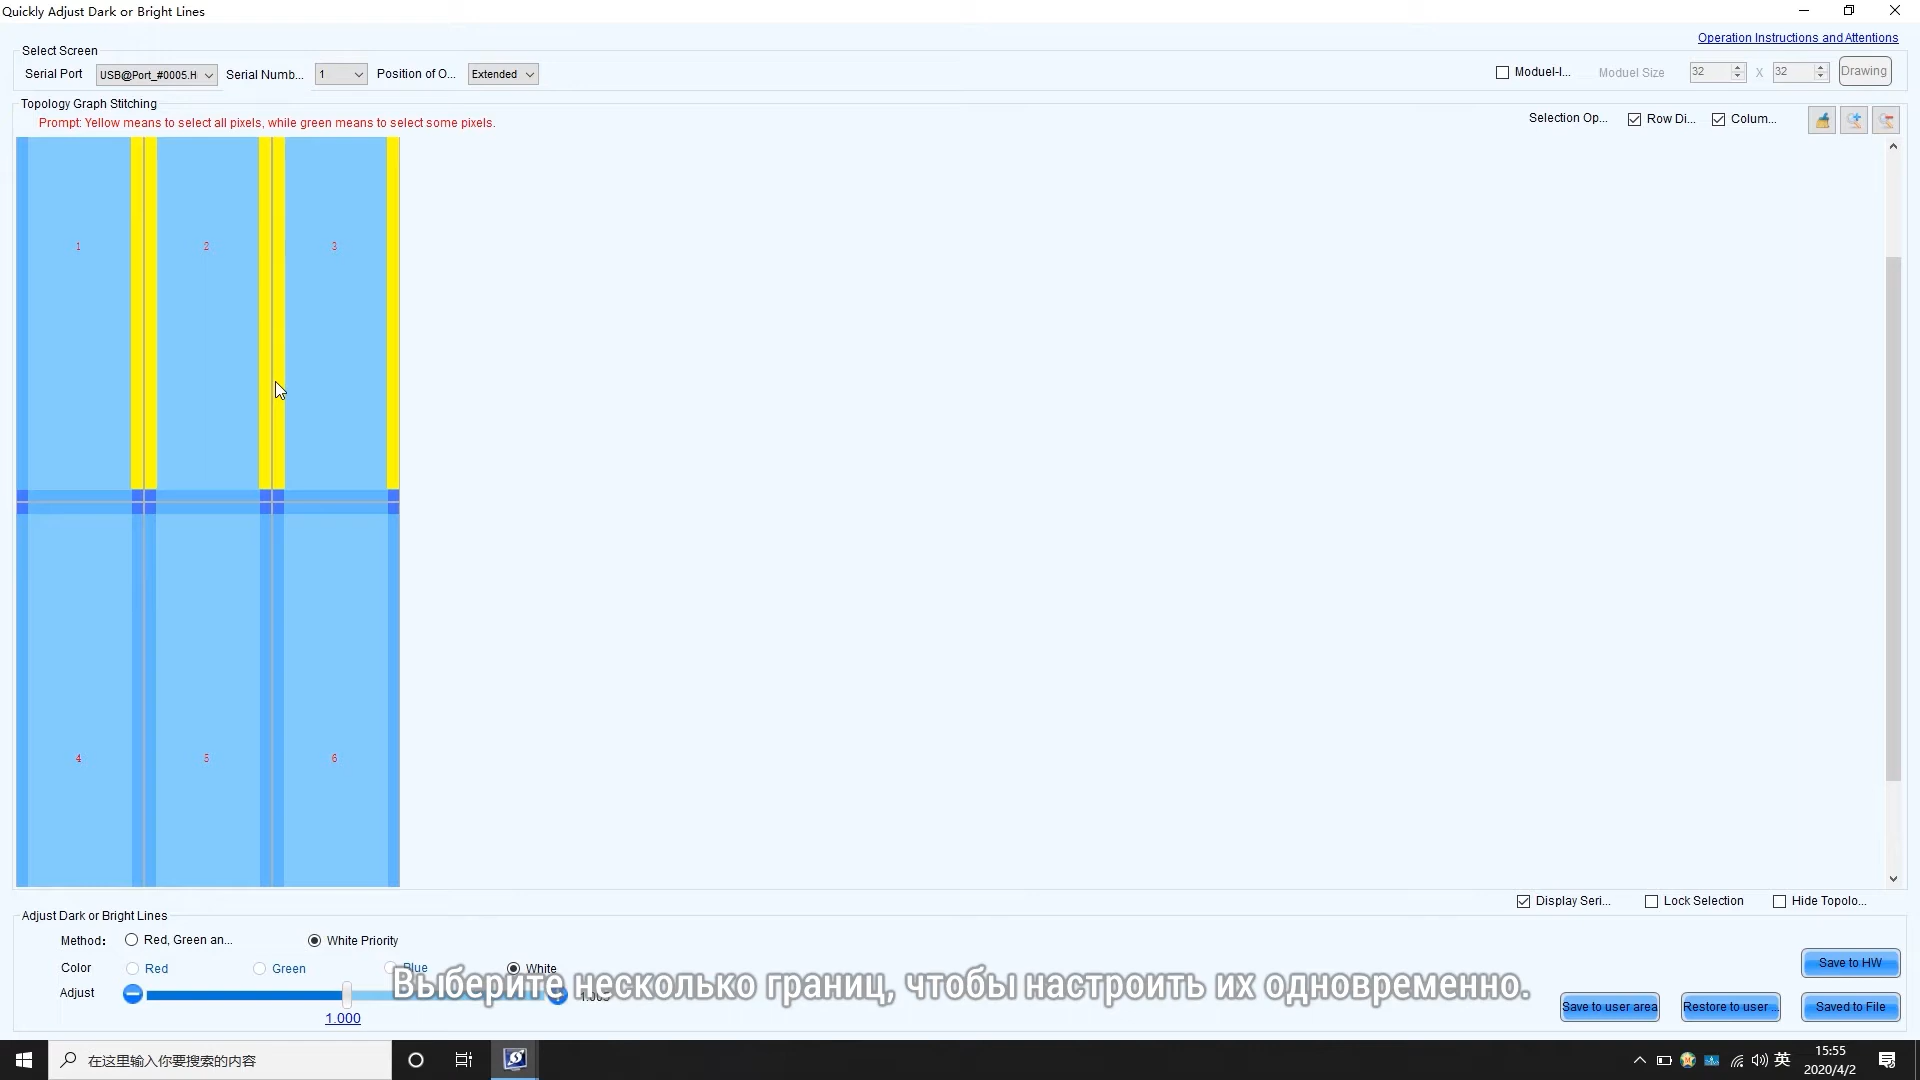 Quickly Adjust Dark or Bright Lines
Operation Instructions and Attentions
Select Screen
Serial Port USB@Port_#0005.H Serial Numb... 1 Position of O... Extended Moduel-I... Moduel Size 32 X 32 Drawing
Topology Graph Stitching
Prompt: Yellow means to select all pixels, while green means to select some pixels.
Selection Op... Row Di... Colum...
1 2 3
4 5 6
Display Seri... Lock Selection Hide Topolo...
Adjust Dark or Bright Lines
Method: Red, Green an... White Priority
Color Red Green Blue White
Adjust
1.000
Выберите несколько границ, чтобы настроить их одновременно.
Save to HW
Save to user area Restore to user ... Saved to File
在这里输入你要搜索的内容
英
15:55
2020/4/2